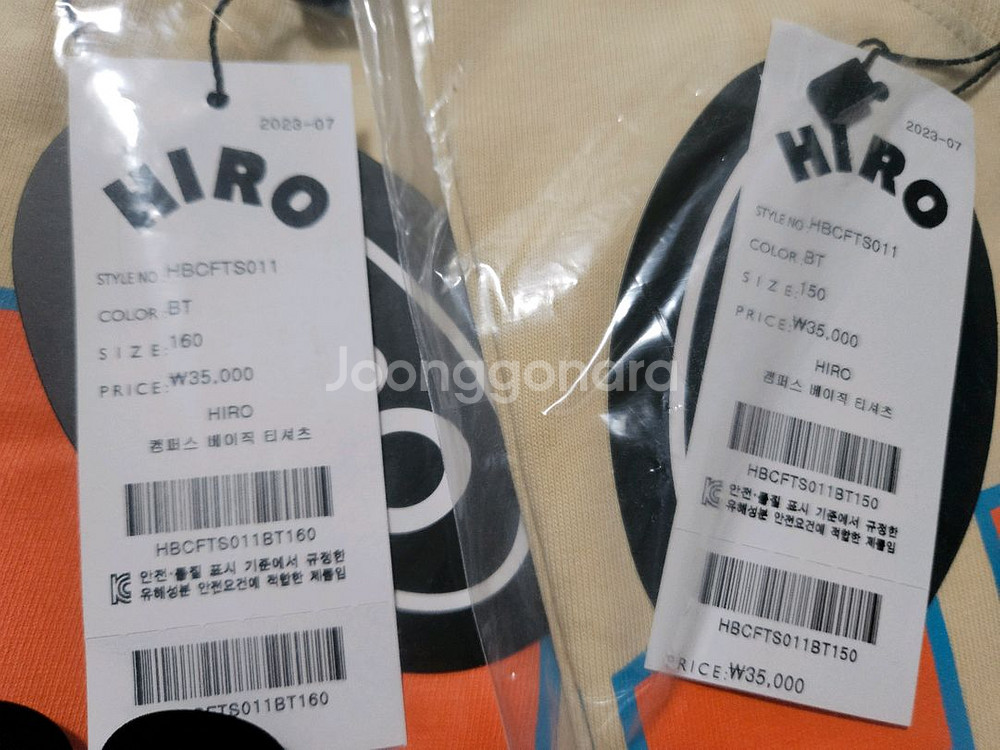 2023-07
HIRO
STYLE NO.HBCFTS011
COLOR:BT
SIZE:160
PRICE:₩35,000
HIRO
캠퍼스 베이직 티셔츠
HBCFTS011BT160
안전·품질 표시 기준에서 규정한
유해성분 안전요건에 적합한 제품임
TS011BT160
2023-07
HIRO
STYLE NO.HBCFTS011
COLOR:BT
SIZE:150
PRICE:₩35,000
HIRO
캠퍼스 베이직 티셔츠
HBCFTS011BT150
안전·품질 표시 기준에서 규정한
유해성분 안전요건에 적합한 제품임
HBCFTS011BT150
PRICE:₩35,000
Joonggonara